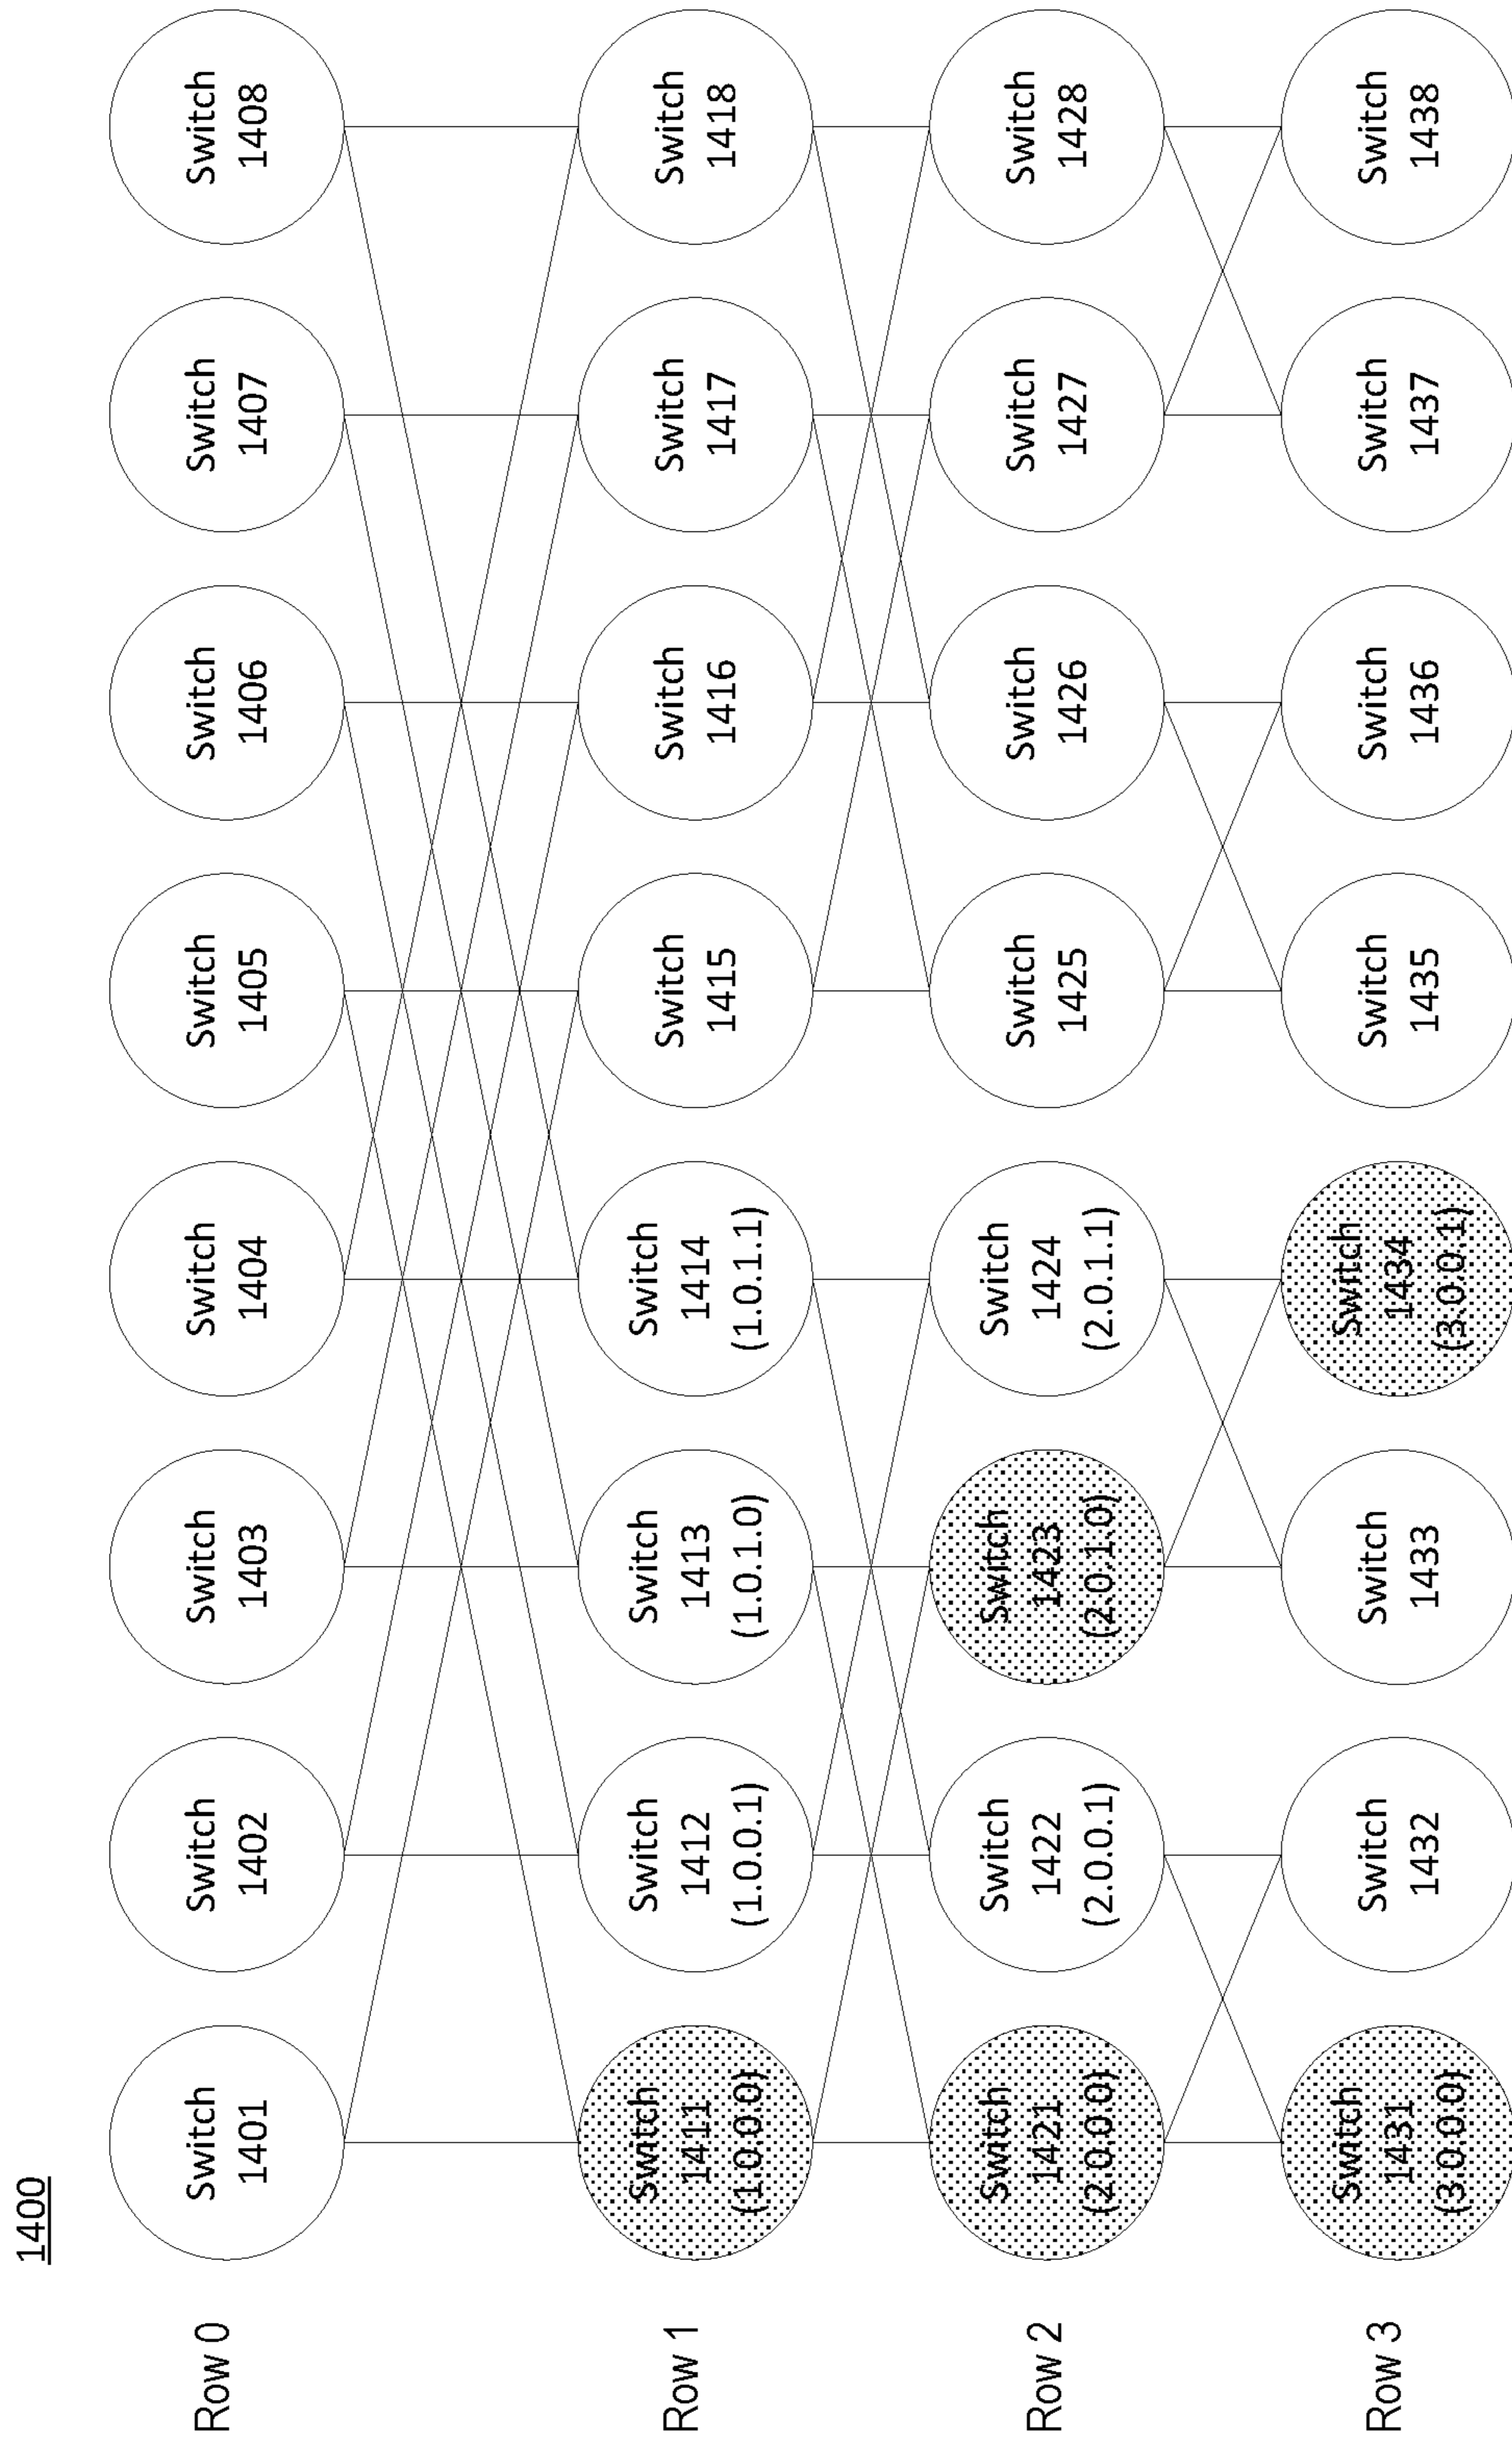 1400
Row 0
Switch
1401
Switch
1402
Switch
1403
Switch
1404
Switch
1405
Switch
1406
Switch
1407
Switch
1408
Row 1
Switch
1411
(1.0.0.0)
Switch
1412
(1.0.0.1)
Switch
1413
(1.0.1.0)
Switch
1414
(1.0.1.1)
Switch
1415
Switch
1416
Switch
1417
Switch
1418
Row 2
Switch
1421
(2.0.0.0)
Switch
1422
(2.0.0.1)
Switch
1423
(2.0.1.0)
Switch
1424
(2.0.1.1)
Switch
1425
Switch
1426
Switch
1427
Switch
1428
Row 3
Switch
1431
(3.0.0.0)
Switch
1432
Switch
1433
Switch
1434
(3.0.0.1)
Switch
1435
Switch
1436
Switch
1437
Switch
1438